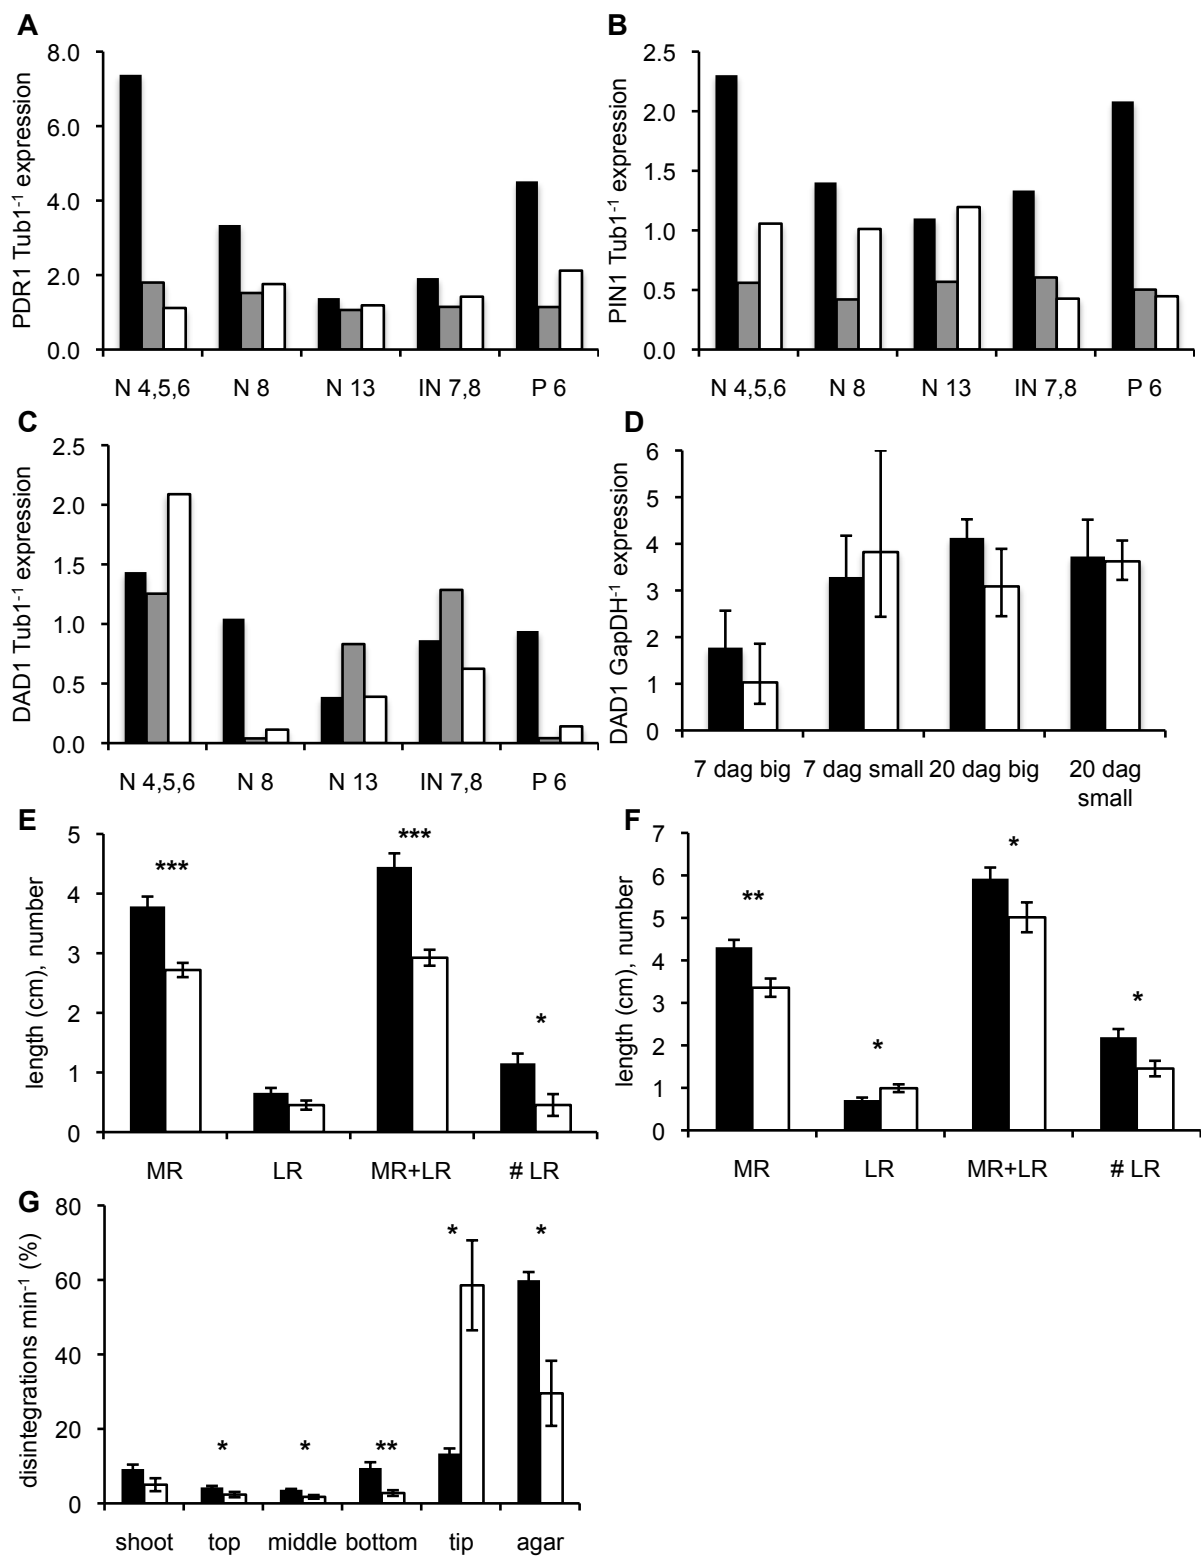 A
PDR1 Tub1⁻¹ expression
8.0
6.0
4.0
2.0
0.0
N 4,5,6 N 8 N 13 IN 7,8 P 6
B
PIN1 Tub1⁻¹ expression
2.5
2.0
1.5
1.0
0.5
0.0
N 4,5,6 N 8 N 13 IN 7,8 P 6
C
DAD1 Tub1⁻¹ expression
2.5
2.0
1.5
1.0
0.5
0.0
N 4,5,6 N 8 N 13 IN 7,8 P 6
D
DAD1 GapDH⁻¹ expression
6
5
4
3
2
1
0
7 dag big 7 dag small 20 dag big 20 dag
small
E
length (cm), number
5
4
3
2
1
0
*** *** *
MR LR MR+LR # LR
F
length (cm), number
7
6
5
4
3
2
1
0
** * * *
MR LR MR+LR # LR
G
disintegrations min⁻¹ (%)
80
60
40
20
0
* * ** * *
shoot top middle bottom tip agar